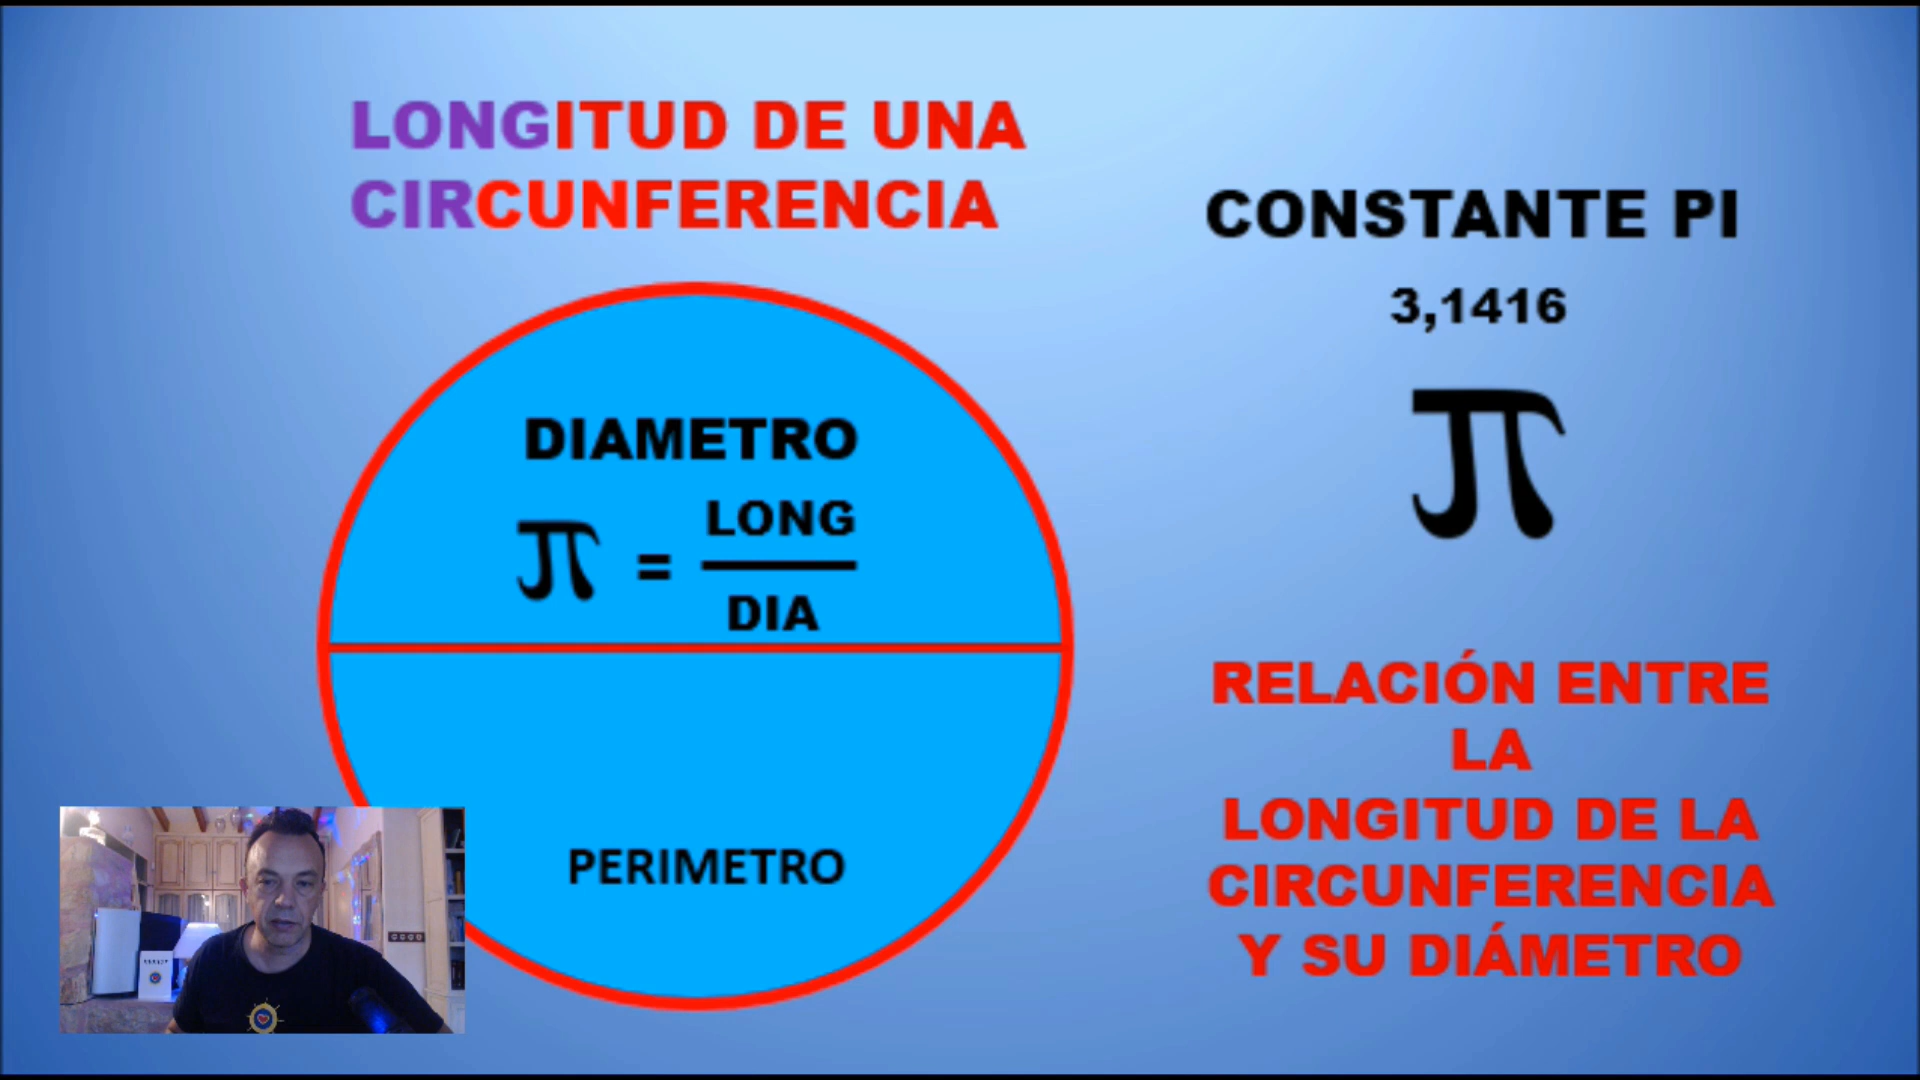 LONGITUD DE UNA
CIRCUNFERENCIA
CONSTANTE PI
3,1416
π
DIAMETRO
π = LONG
DIA
PERIMETRO
RELACIÓN ENTRE
LA
LONGITUD DE LA
CIRCUNFERENCIA
Y SU DIÁMETRO